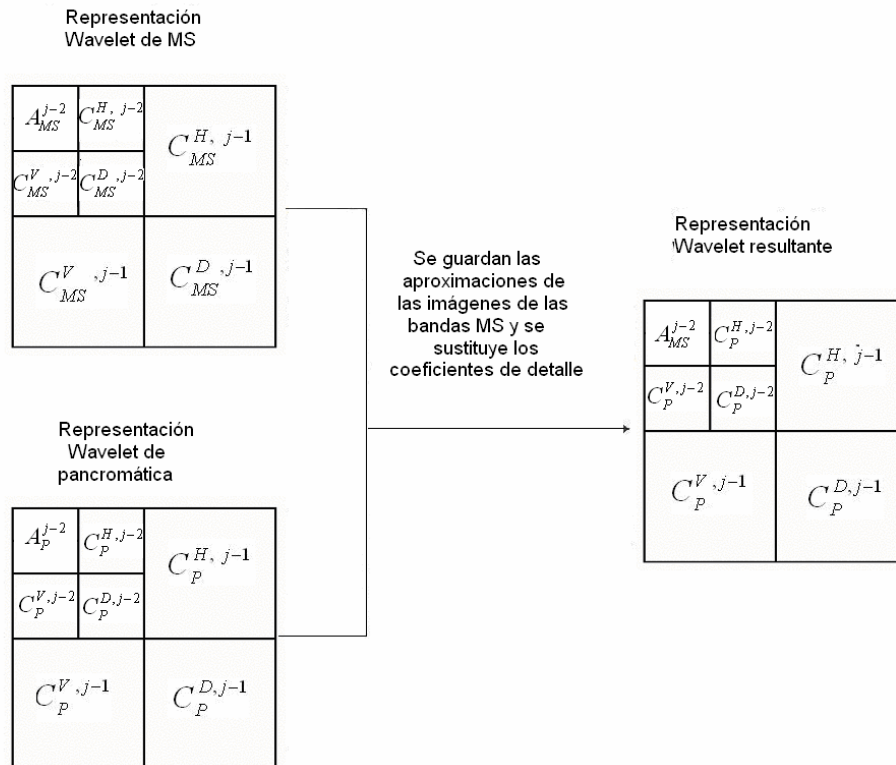 Representación
Wavelet de MS
A_{MS}^{j-2} C_{MS}^{H, j-2} C_{MS}^{H, j-1}
C_{MS}^{V ,j-2} C_{MS}^{D ,j-2}
C_{MS}^{V ,j-1} C_{MS}^{D ,j-1}
Representación
Wavelet de
pancromática
A_{P}^{j-2} C_{P}^{H,j-2} C_{P}^{H, j-1}
C_{P}^{V,j-2} C_{P}^{D,j-2}
C_{P}^{V ,j-1} C_{P}^{D,j-1}
Se guardan las
aproximaciones de
las imágenes de las
bandas MS y se
sustituye los
coeficientes de detalle
Representación
Wavelet resultante
A_{MS}^{j-2} C_{P}^{H,j-2} C_{P}^{H, j-1}
C_{P}^{V,j-2} C_{P}^{D,j-2}
C_{P}^{V ,j-1} C_{P}^{D,j-1}